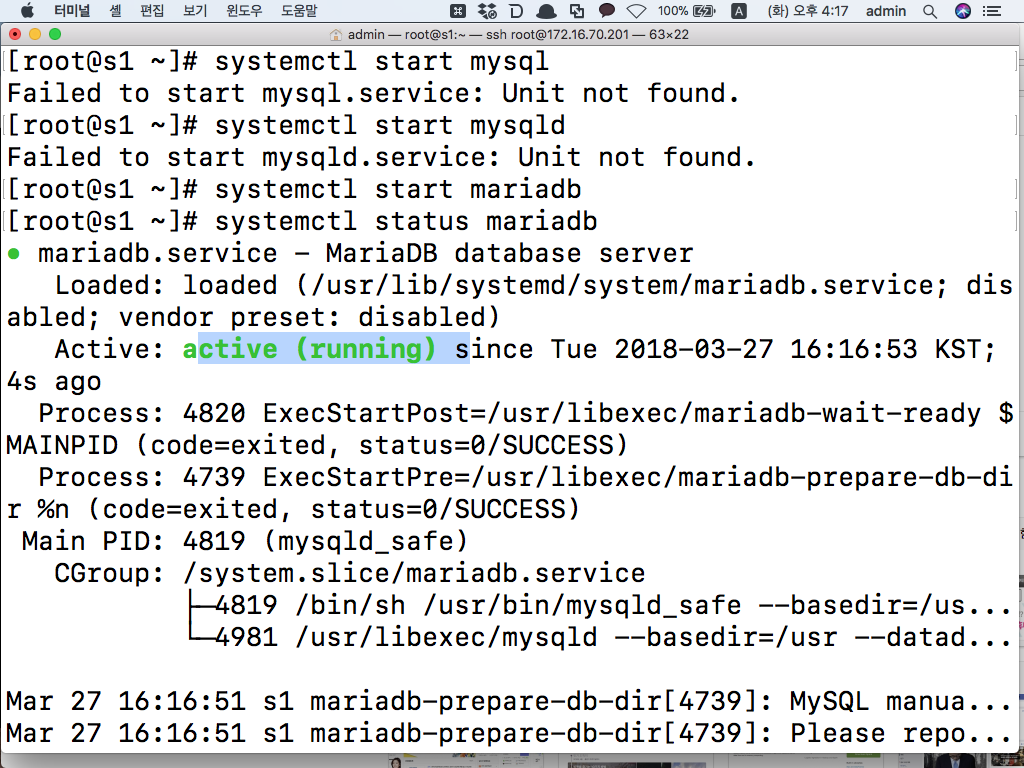 터미널 셸 편집 보기 윈도우 도움말 100% A (화) 오후 4:17 admin
admin — root@s1:~ — ssh root@172.16.70.201 — 63×22
[root@s1 ~]# systemctl start mysql
Failed to start mysql.service: Unit not found.
[root@s1 ~]# systemctl start mysqld
Failed to start mysqld.service: Unit not found.
[root@s1 ~]# systemctl start mariadb
[root@s1 ~]# systemctl status mariadb
● mariadb.service – MariaDB database server
Loaded: loaded (/usr/lib/systemd/system/mariadb.service; dis
abled; vendor preset: disabled)
Active: active (running) since Tue 2018-03-27 16:16:53 KST;
4s ago
Process: 4820 ExecStartPost=/usr/libexec/mariadb-wait-ready $
MAINPID (code=exited, status=0/SUCCESS)
Process: 4739 ExecStartPre=/usr/libexec/mariadb-prepare-db-di
r %n (code=exited, status=0/SUCCESS)
Main PID: 4819 (mysqld_safe)
CGroup: /system.slice/mariadb.service
├─4819 /bin/sh /usr/bin/mysqld_safe --basedir=/us...
└─4981 /usr/libexec/mysqld --basedir=/usr --datad...
Mar 27 16:16:51 s1 mariadb-prepare-db-dir[4739]: MySQL manua...
Mar 27 16:16:51 s1 mariadb-prepare-db-dir[4739]: Please repo...